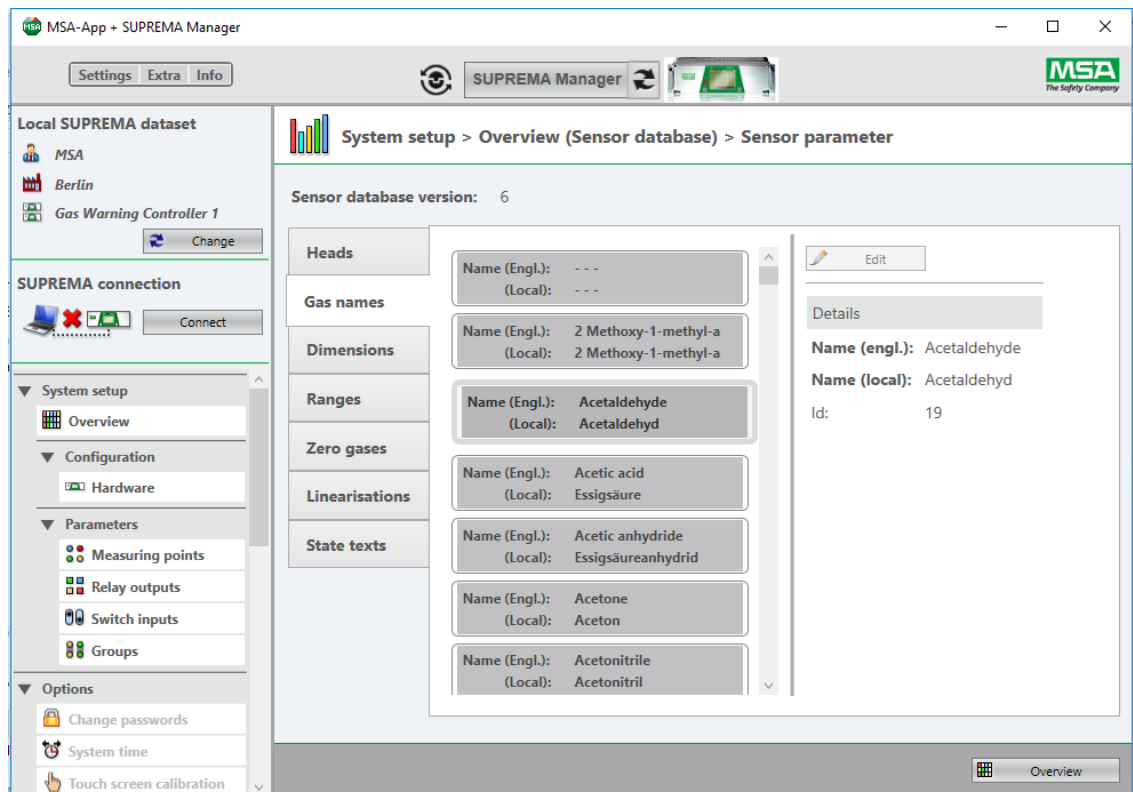 MSA-App + SUPREMA Manager
Settings Extra Info
SUPREMA Manager
MSA
The Safety Company
Local SUPREMA dataset
MSA
Berlin
Gas Warning Controller 1
Change
SUPREMA connection
Connect
System setup
Overview
Configuration
Hardware
Parameters
Measuring points
Relay outputs
Switch inputs
Groups
Options
Change passwords
System time
Touch screen calibration
System setup > Overview (Sensor database) > Sensor parameter
Sensor database version: 6
Heads
Gas names
Dimensions
Ranges
Zero gases
Linearisations
State texts
Name (Engl.): - - -
(Local): - - -
Name (Engl.): 2 Methoxy-1-methyl-a
(Local): 2 Methoxy-1-methyl-a
Name (Engl.): Acetaldehyde
(Local): Acetaldehyd
Name (Engl.): Acetic acid
(Local): Essigsäure
Name (Engl.): Acetic anhydride
(Local): Essigsäureanhydrid
Name (Engl.): Acetone
(Local): Aceton
Name (Engl.): Acetonitrile
(Local): Acetonitril
Edit
Details
Name (engl.): Acetaldehyde
Name (local): Acetaldehyd
Id: 19
Overview